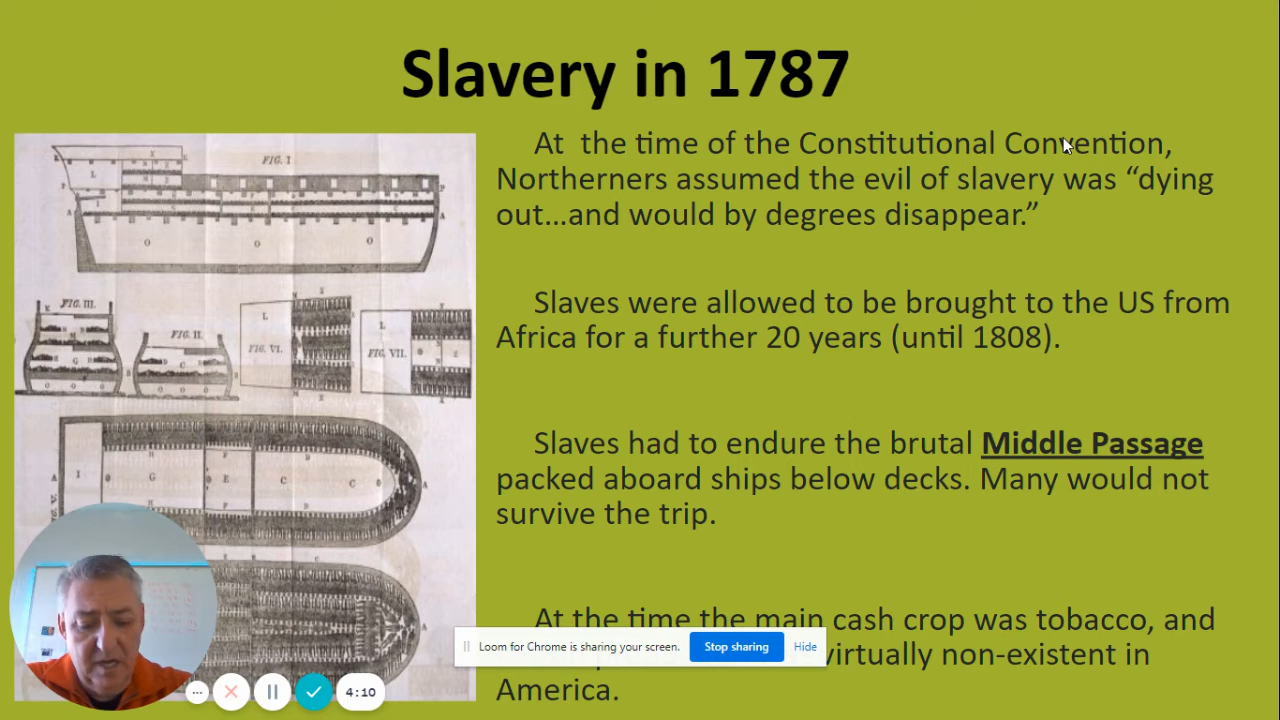 Slavery in 1787
At the time of the Constitutional Convention,
Northerners assumed the evil of slavery was “dying
out...and would by degrees disappear.”
Slaves were allowed to be brought to the US from
Africa for a further 20 years (until 1808).
Slaves had to endure the brutal Middle Passage
packed aboard ships below decks. Many would not
survive the trip.
At the time the main cash crop was tobacco, and
virtually non-existent in
America.
FIG. I
L
O O O
FIG. III.
FIG. II.
L
FIG. VI.
L
FIG. VII.
A I G E C C A
Loom for Chrome is sharing your screen. Stop sharing Hide
4:10